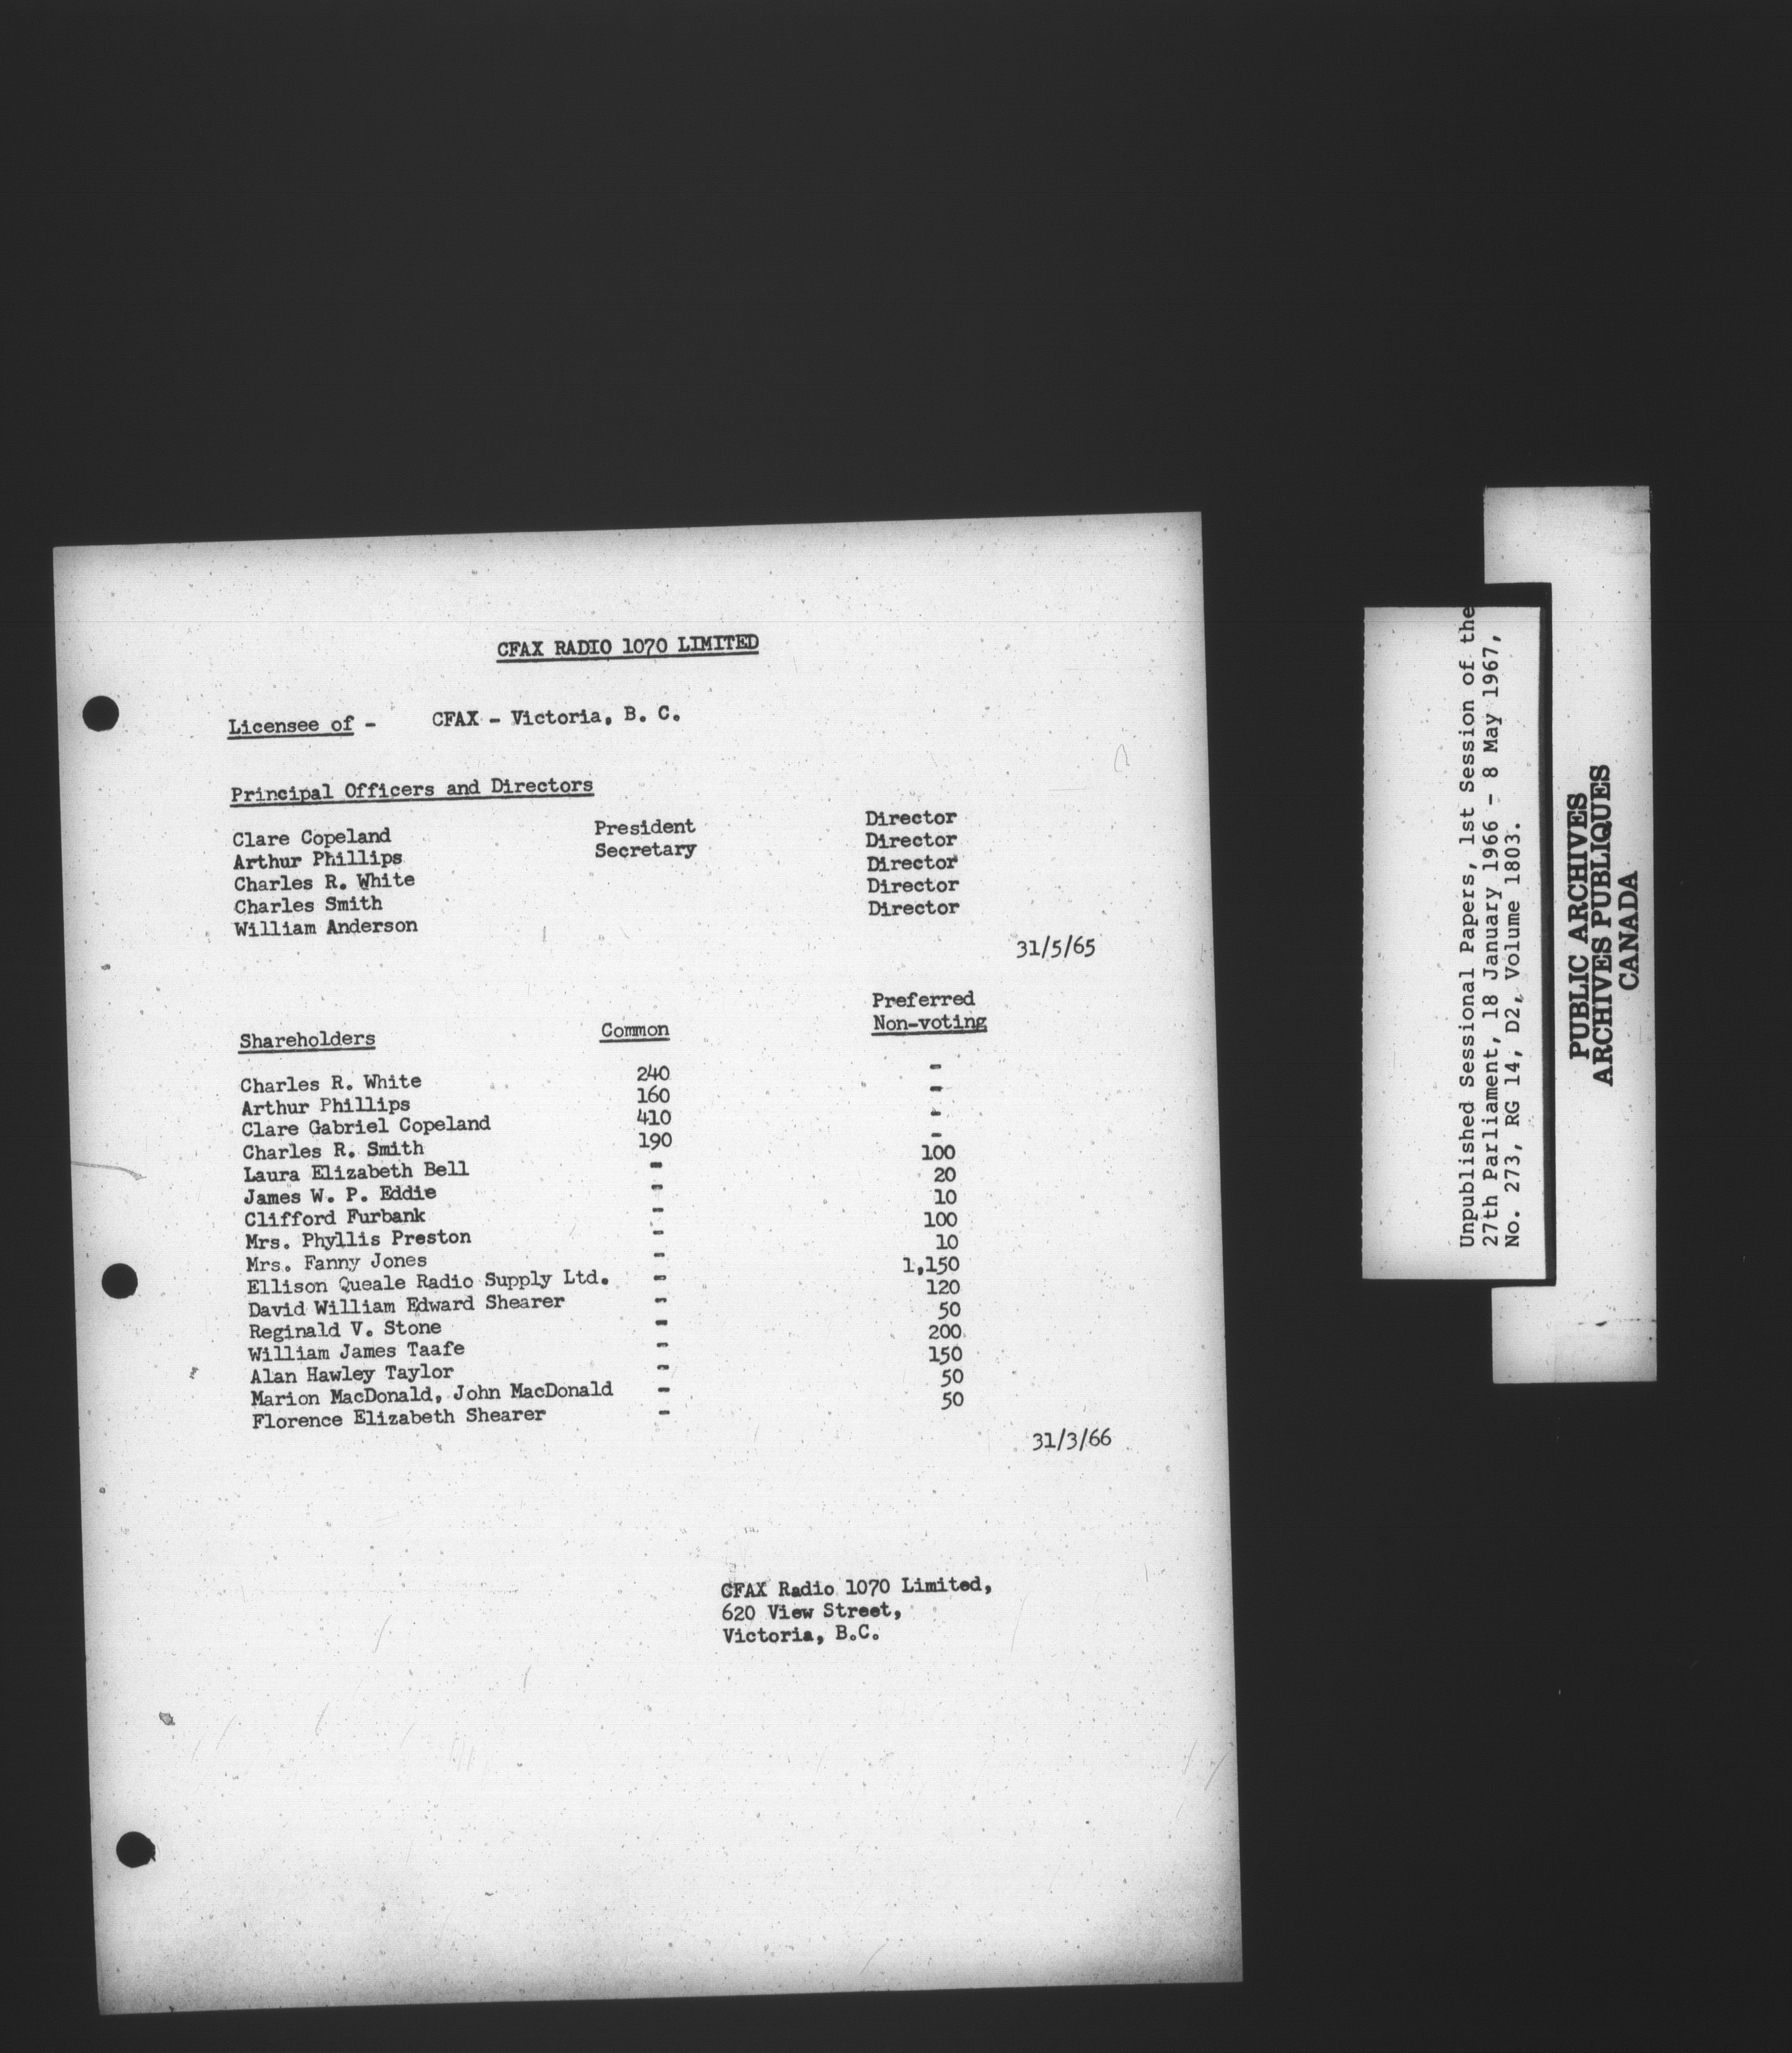 CFAX RADIO 1070 LIMITED
Licensee of - CFAX - Victoria, B. C.
Principal Officers and Directors
Clare Copeland President Director
Arthur Phillips Secretary Director
Charles R. White Director
Charles Smith Director
William Anderson Director
31/5/65
Preferred
Shareholders Common Non-voting
Charles R. White 240 -
Arthur Phillips 160 -
Clare Gabriel Copeland 410 -
Charles R. Smith 190 -
Laura Elizabeth Bell - 100
James W. P. Eddie - 20
Clifford Furbank - 10
Mrs. Phyllis Preston - 100
Mrs. Fanny Jones - 10
Ellison Queale Radio Supply Ltd. - 1,150
David William Edward Shearer - 120
Reginald V. Stone - 50
William James Taafe - 200
Alan Hawley Taylor - 150
Marion MacDonald, John MacDonald - 50
Florence Elizabeth Shearer - 50
31/3/66
CFAX Radio 1070 Limited,
620 View Street,
Victoria, B.C.
Unpublished Sessional Papers, 1st Session of the
27th Parliament, 18 January 1966 - 8 May 1967,
No. 273, RG 14, D2, Volume 1803.
PUBLIC ARCHIVES
ARCHIVES PUBLIQUES
CANADA